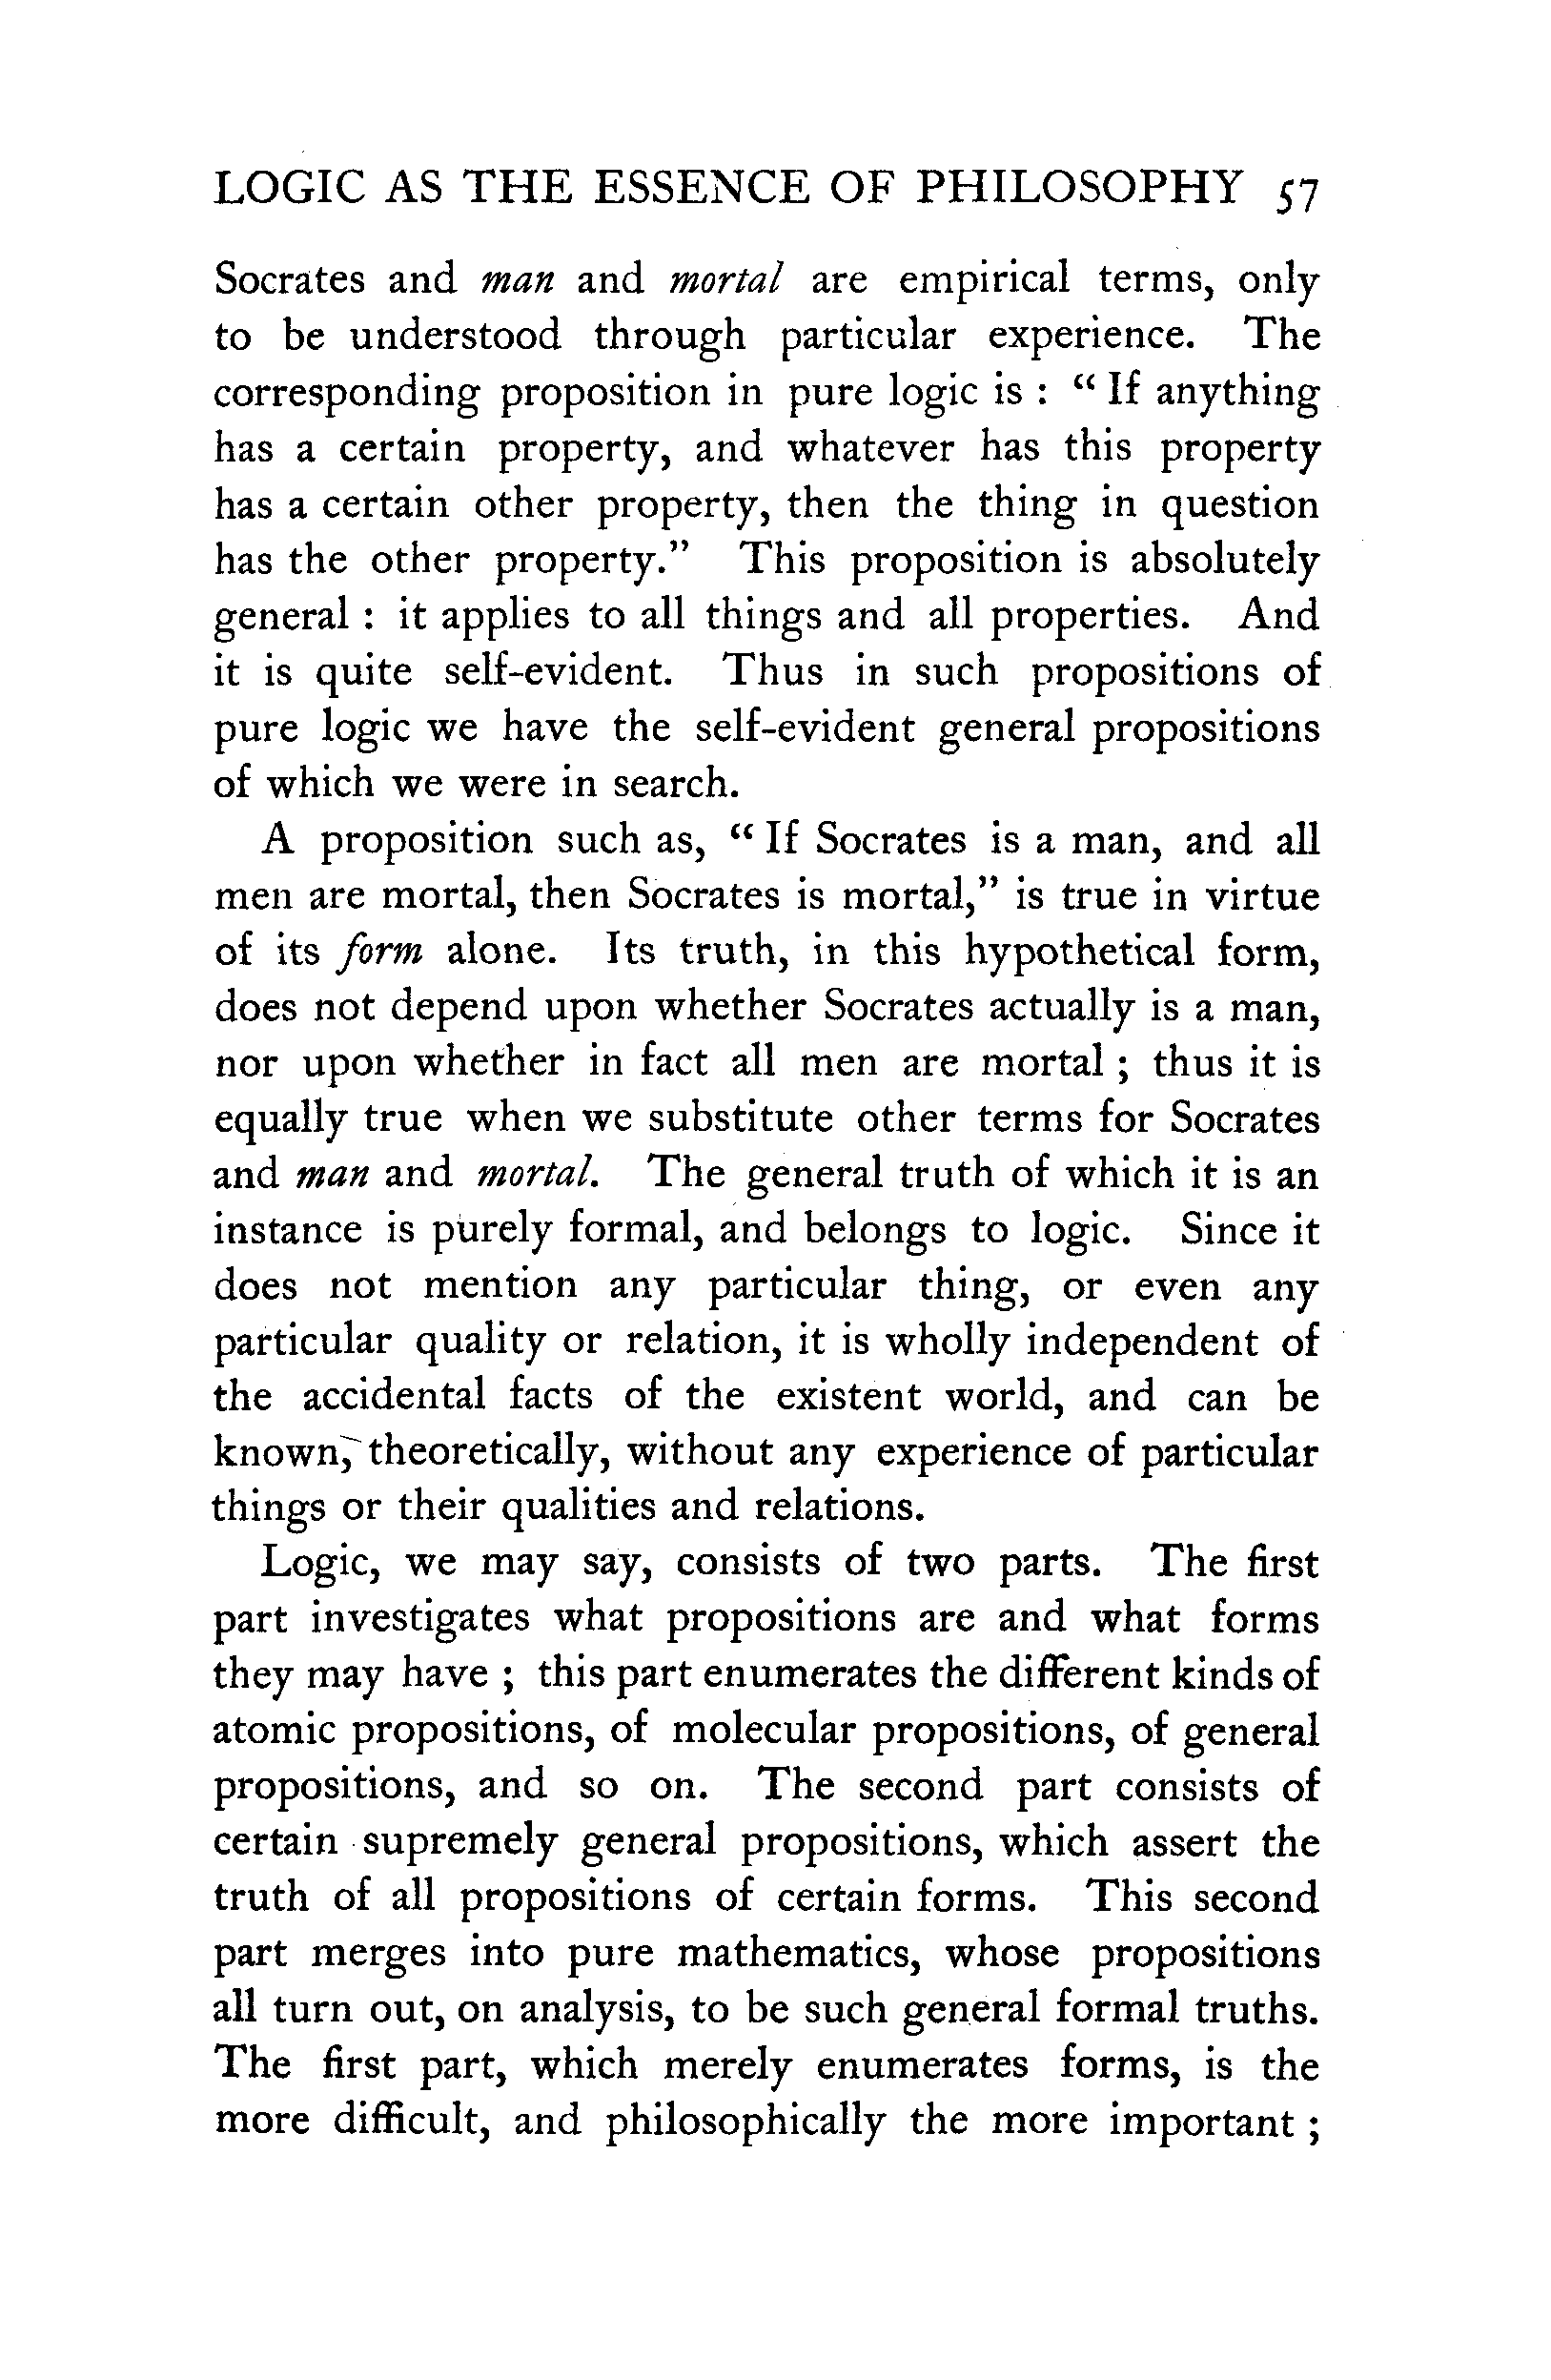 LOGIC AS THE ESSENCE OF PHILOSOPHY 57
Socrates and man and mortal are empirical terms, only
to be understood through particular experience. The
corresponding proposition in pure logic is : “ If anything
has a certain property, and whatever has this property
has a certain other property, then the thing in question
has the other property.” This proposition is absolutely
general : it applies to all things and all properties. And
it is quite self-evident. Thus in such propositions of
pure logic we have the self-evident general propositions
of which we were in search.
A proposition such as, “ If Socrates is a man, and all
men are mortal, then Socrates is mortal,” is true in virtue
of its form alone. Its truth, in this hypothetical form,
does not depend upon whether Socrates actually is a man,
nor upon whether in fact all men are mortal ; thus it is
equally true when we substitute other terms for Socrates
and man and mortal. The general truth of which it is an
instance is purely formal, and belongs to logic. Since it
does not mention any particular thing, or even any
particular quality or relation, it is wholly independent of
the accidental facts of the existent world, and can be
known, theoretically, without any experience of particular
things or their qualities and relations.
Logic, we may say, consists of two parts. The first
part investigates what propositions are and what forms
they may have ; this part enumerates the different kinds of
atomic propositions, of molecular propositions, of general
propositions, and so on. The second part consists of
certain supremely general propositions, which assert the
truth of all propositions of certain forms. This second
part merges into pure mathematics, whose propositions
all turn out, on analysis, to be such general formal truths.
The first part, which merely enumerates forms, is the
more difficult, and philosophically the more important ;